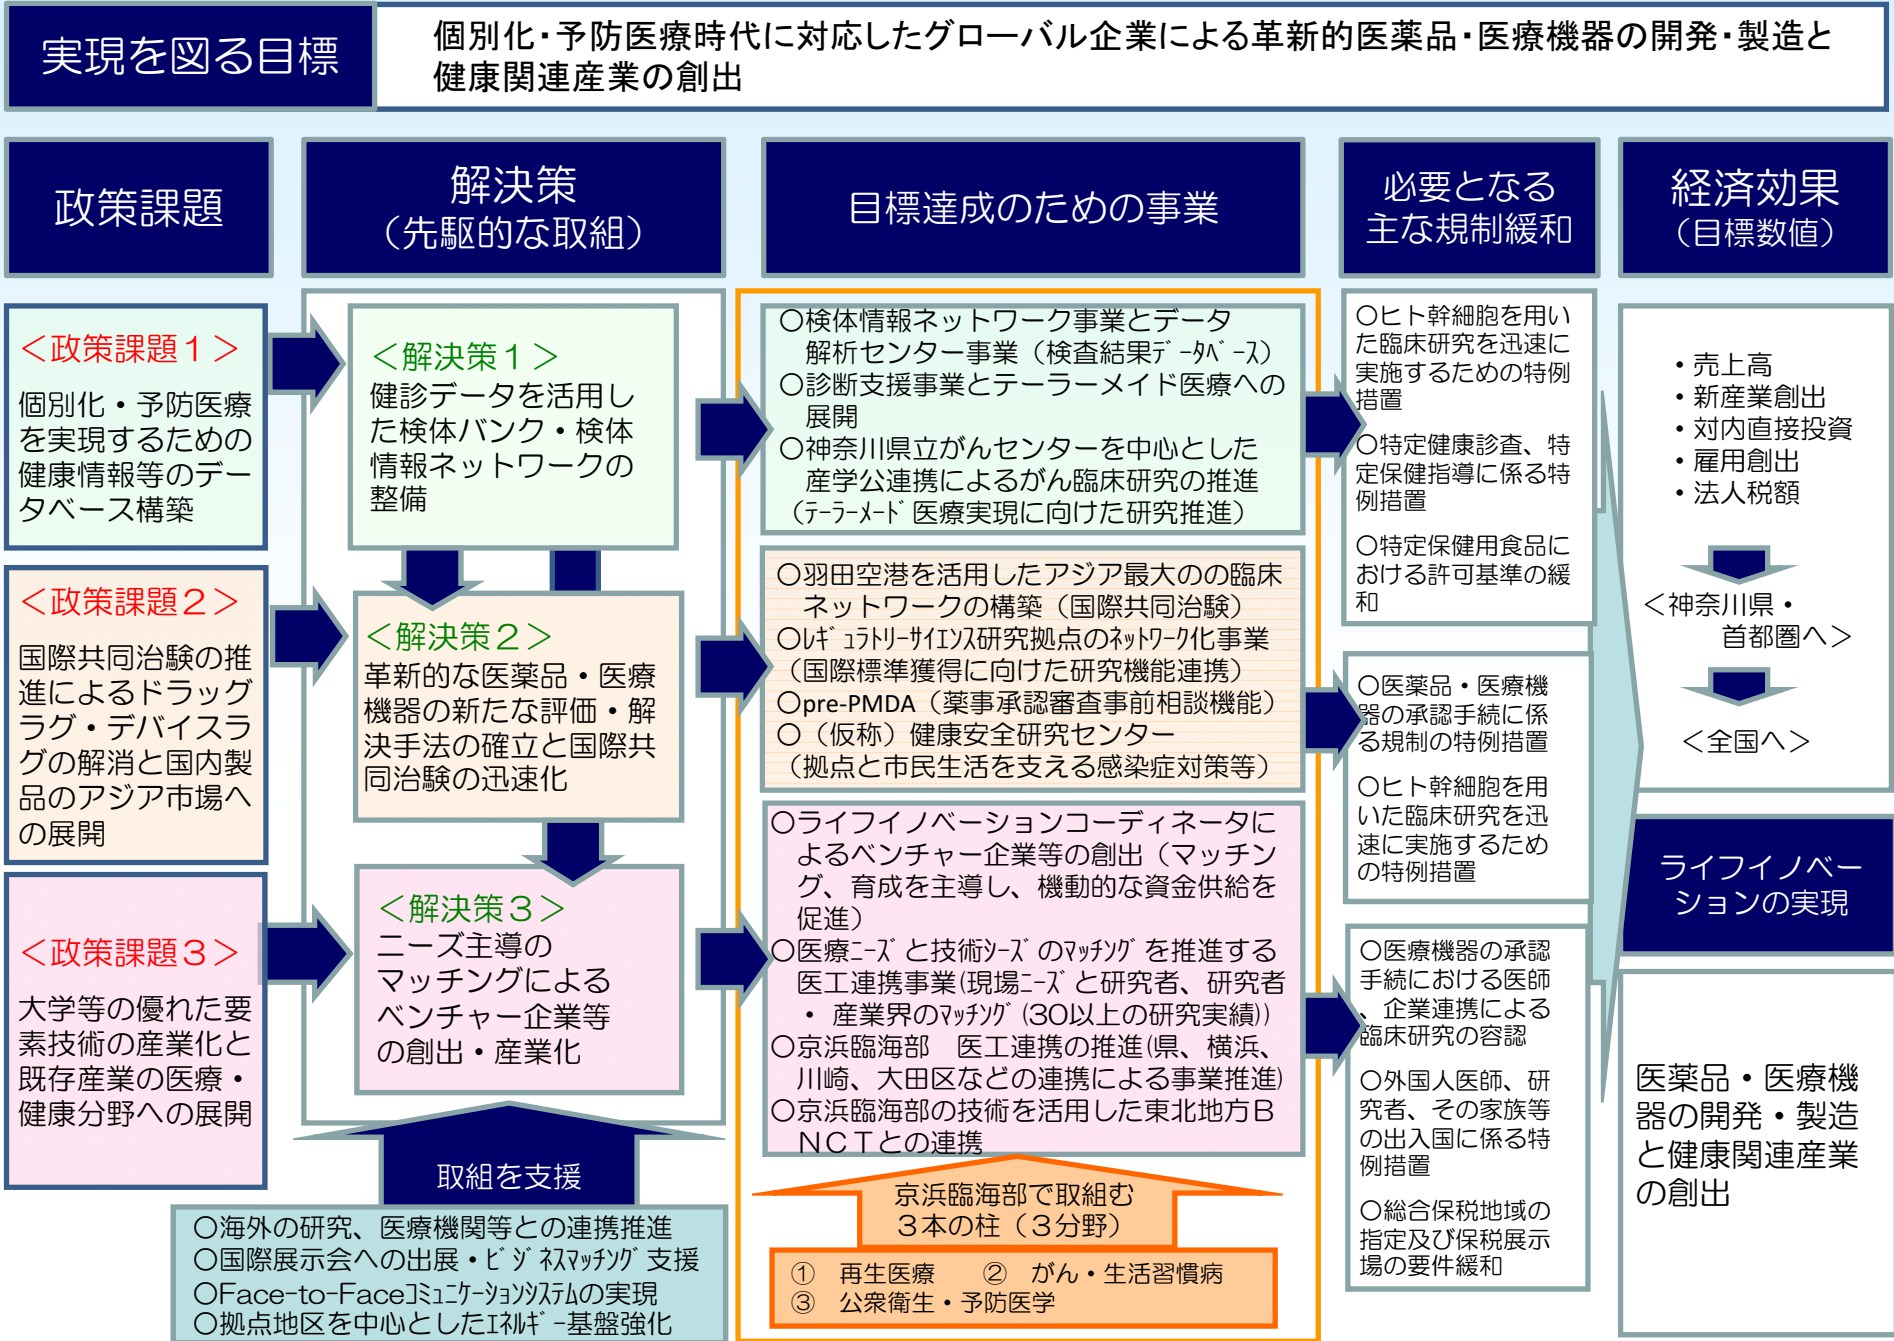 実現を図る目標
個別化・予防医療時代に対応したグローバル企業による革新的医薬品・医療機器の開発・製造と
健康関連産業の創出
政策課題
解決策
（先駆的な取組）
目標達成のための事業
必要となる
主な規制緩和
経済効果
（目標数値）
＜政策課題１＞
個別化・予防医療
を実現するための
健康情報等のデー
タベース構築
＜政策課題２＞
国際共同治験の推
進によるドラッグ
ラグ・デバイスラ
グの解消と国内製
品のアジア市場へ
の展開
＜政策課題３＞
大学等の優れた要
素技術の産業化と
既存産業の医療・
健康分野への展開
＜解決策１＞
健診データを活用し
た検体バンク・検体
情報ネットワークの
整備
＜解決策２＞
革新的な医薬品・医療
機器の新たな評価・解
決手法の確立と国際共
同治験の迅速化
＜解決策３＞
ニーズ主導の
マッチングによる
ベンチャー企業等
の創出・産業化
取組を支援
○海外の研究、医療機関等との連携推進
○国際展示会への出展・ﾋﾞｼﾞﾈｽﾏｯﾁﾝｸﾞ支援
○Face-to-Faceｺﾐｭﾆｹｰｼｮﾝｼｽﾃﾑの実現
○拠点地区を中心としたｴﾈﾙｷﾞｰ基盤強化
○検体情報ネットワーク事業とデータ
解析センター事業（検査結果ﾃﾞｰﾀﾍﾞｰｽ）
○診断支援事業とテーラーメイド医療への
展開
○神奈川県立がんセンターを中心とした
産学公連携によるがん臨床研究の推進
（ﾃｰﾗｰﾒｰﾄﾞ医療実現に向けた研究推進）
○羽田空港を活用したアジア最大のの臨床
ネットワークの構築（国際共同治験）
○ﾚｷﾞｭﾗﾄﾘｰｻｲｴﾝｽ研究拠点のﾈｯﾄﾜｰｸ化事業
（国際標準獲得に向けた研究機能連携）
○pre-PMDA（薬事承認審査事前相談機能）
○（仮称）健康安全研究センター
（拠点と市民生活を支える感染症対策等）
○ライフイノベーションコーディネータに
よるベンチャー企業等の創出（マッチン
グ、育成を主導し、機動的な資金供給を
促進）
○医療ﾆｰｽﾞと技術ｼｰｽﾞのﾏｯﾁﾝｸﾞを推進する
医工連携事業(現場ﾆｰｽﾞと研究者、研究者
・産業界のﾏｯﾁﾝｸﾞ(30以上の研究実績))
○京浜臨海部　医工連携の推進(県、横浜、
川崎、大田区などの連携による事業推進)
○京浜臨海部の技術を活用した東北地方Ｂ
ＮＣＴとの連携
京浜臨海部で取組む
３本の柱（３分野）
①　再生医療　②　がん・生活習慣病
③　公衆衛生・予防医学
○ヒト幹細胞を用い
た臨床研究を迅速に
実施するための特例
措置
○特定健康診査、特
定保健指導に係る特
例措置
○特定保健用食品に
おける許可基準の緩
和
○医薬品・医療機
器の承認手続に係
る規制の特例措置
○ヒト幹細胞を用
いた臨床研究を迅
速に実施するため
の特例措置
○医療機器の承認
手続における医師
、企業連携による
臨床研究の容認
○外国人医師、研
究者、その家族等
の出入国に係る特
例措置
○総合保税地域の
指定及び保税展示
場の要件緩和
・売上高
・新産業創出
・対内直接投資
・雇用創出
・法人税額
＜神奈川県・
首都圏へ＞
＜全国へ＞
ライフイノベー
ションの実現
医薬品・医療機
器の開発・製造
と健康関連産業
の創出